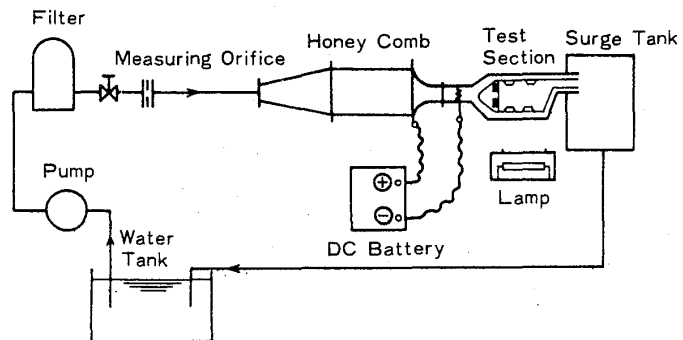 Filter
Measuring Orifice
Honey Comb
Test
Section
Surge Tank
Pump
+
−
Lamp
Water
Tank
DC Battery